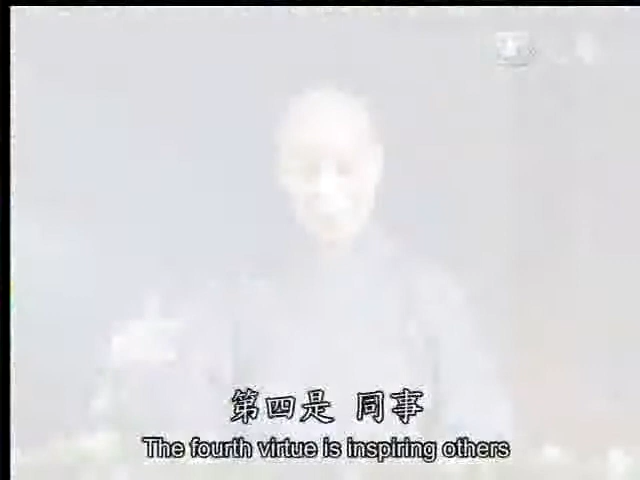 第四是 同事
The fourth virtue is inspiring others